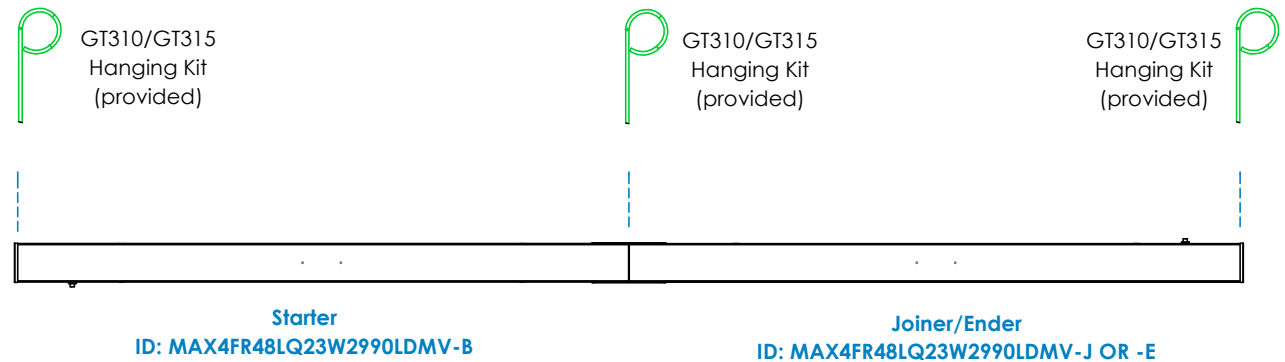 GT310/GT315
Hanging Kit
(provided)
GT310/GT315
Hanging Kit
(provided)
GT310/GT315
Hanging Kit
(provided)
Starter
ID: MAX4FR48LQ23W2990LDMV-B
Joiner/Ender
ID: MAX4FR48LQ23W2990LDMV-J OR -E